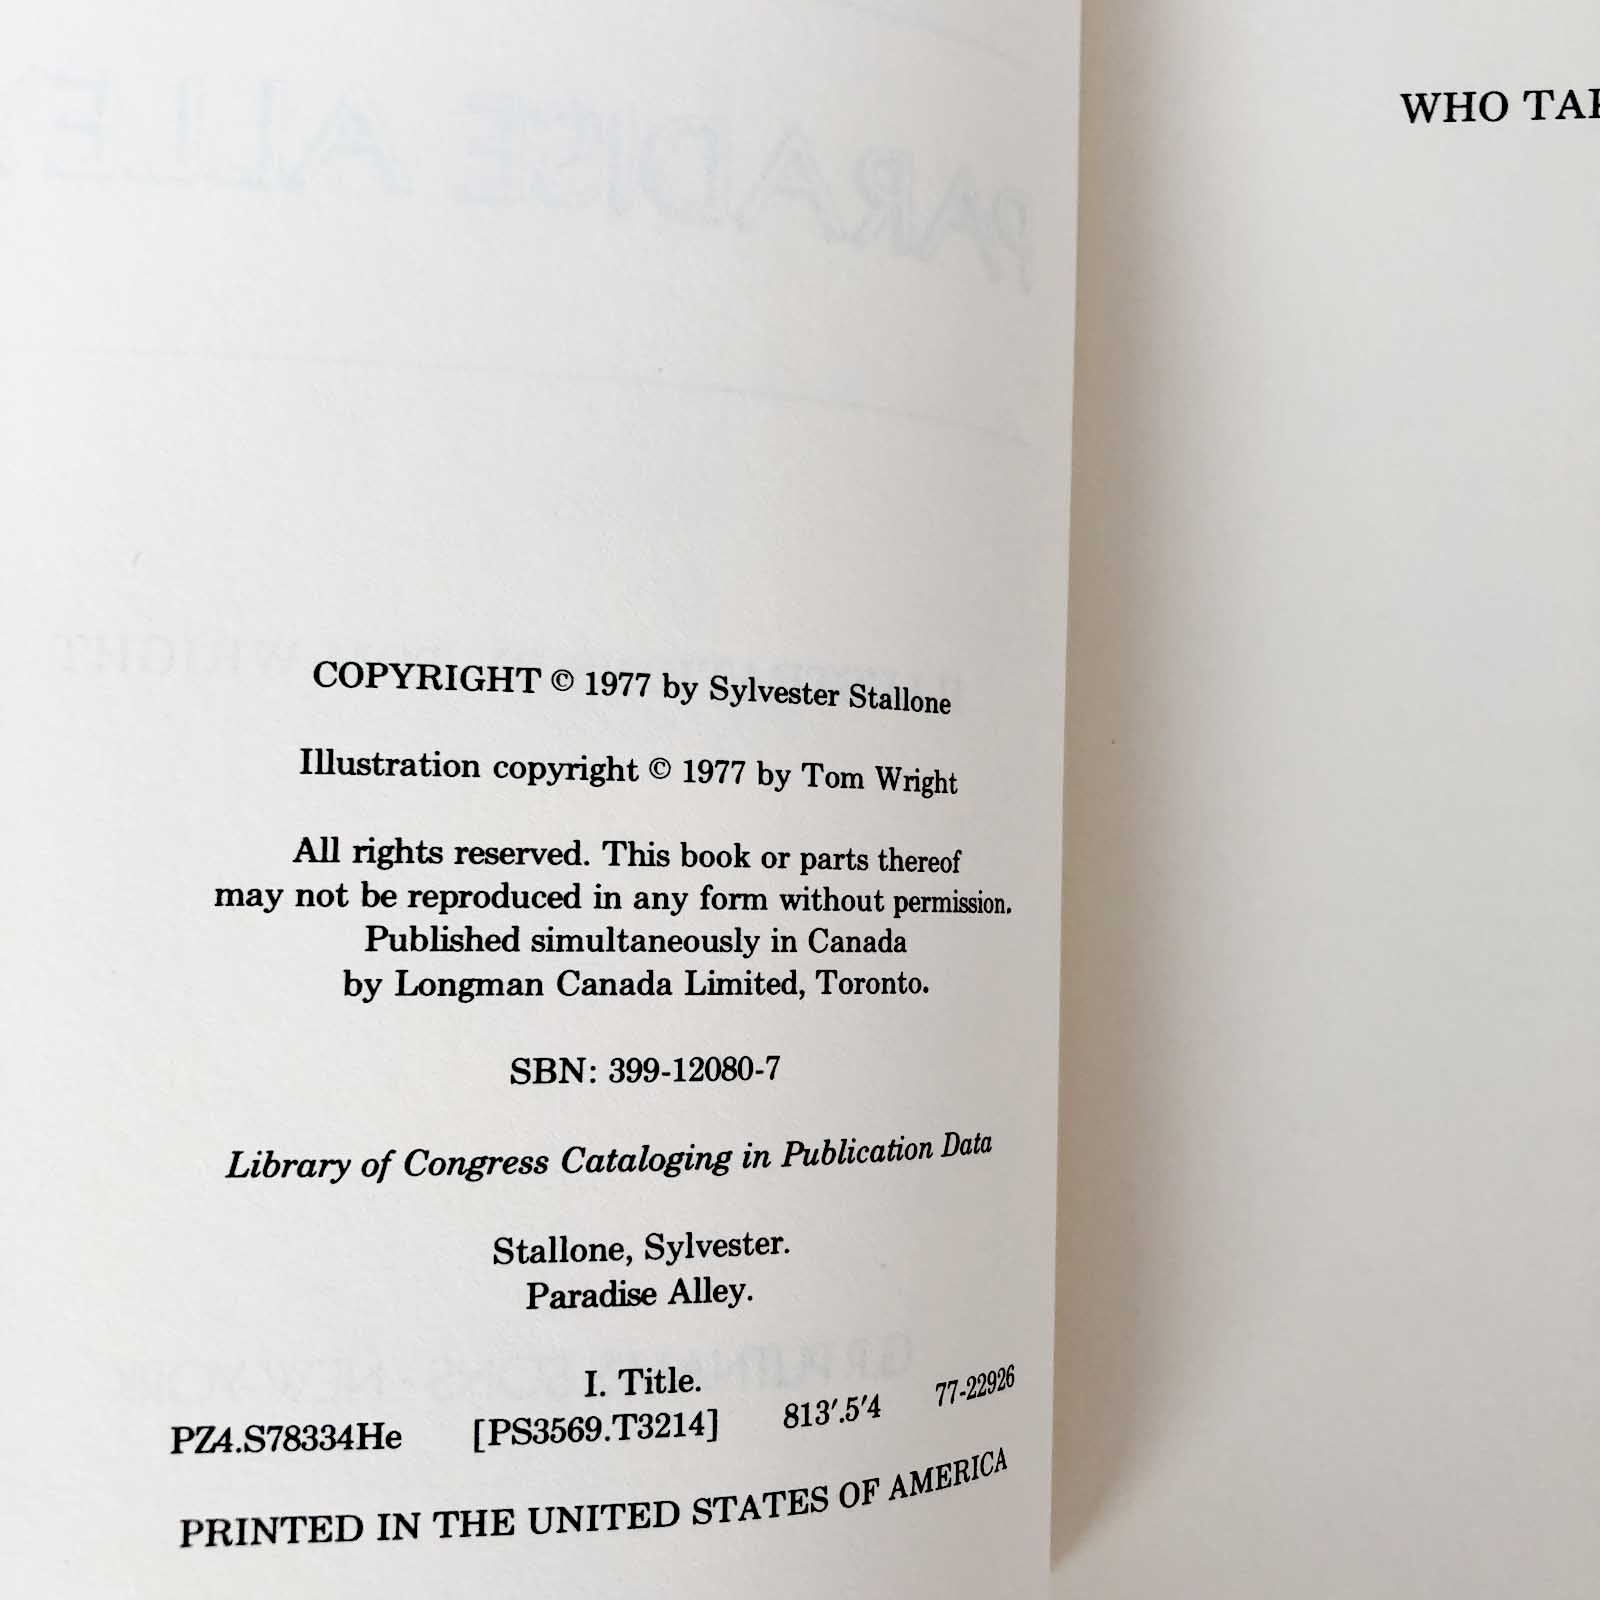 PARADISE ALLEY
COPYRIGHT © 1977 by Sylvester Stallone
Illustration copyright © 1977 by Tom Wright
All rights reserved. This book or parts thereof
may not be reproduced in any form without permission.
Published simultaneously in Canada
by Longman Canada Limited, Toronto.
SBN: 399-12080-7
Library of Congress Cataloging in Publication Data
Stallone, Sylvester.
Paradise Alley.
I. Title.
PZ4.S78334He [PS3569.T3214] 813'.5'4 77-22926
PRINTED IN THE UNITED STATES OF AMERICA
WHO